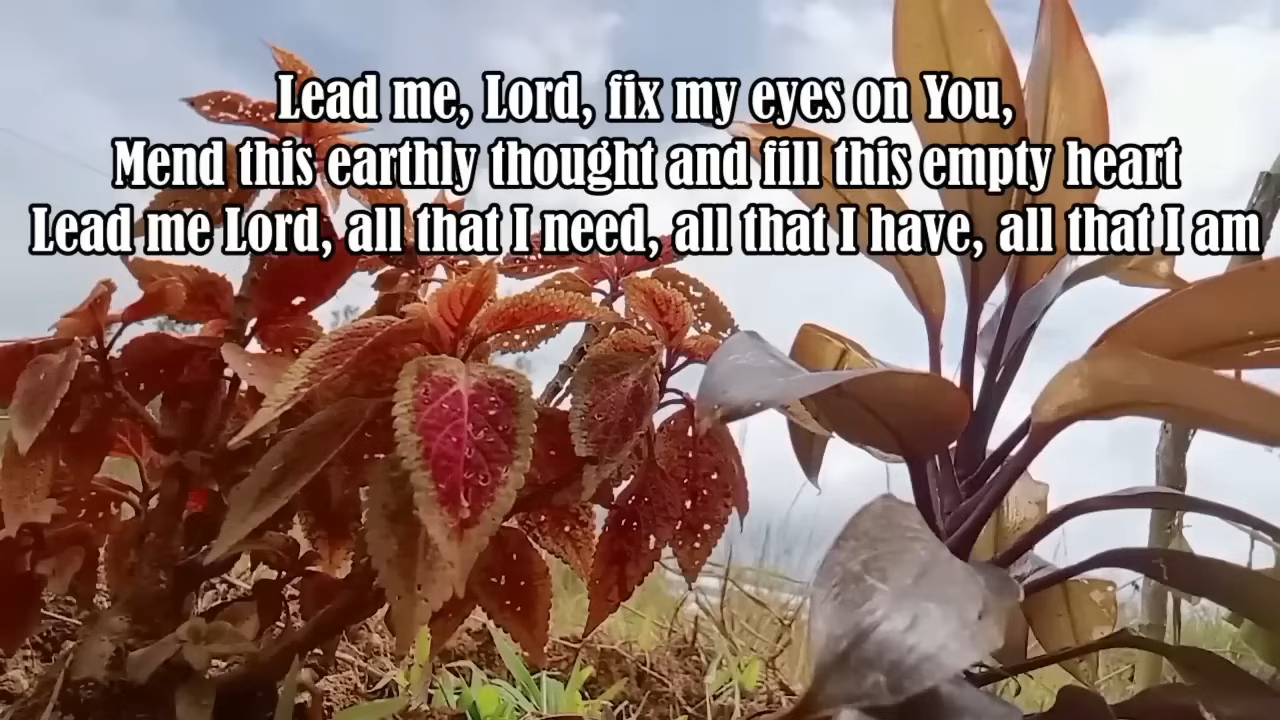 Lead me, Lord, fix my eyes on You,
Mend this earthly thought and fill this empty heart
Lead me Lord, all that I need, all that I have, all that I am